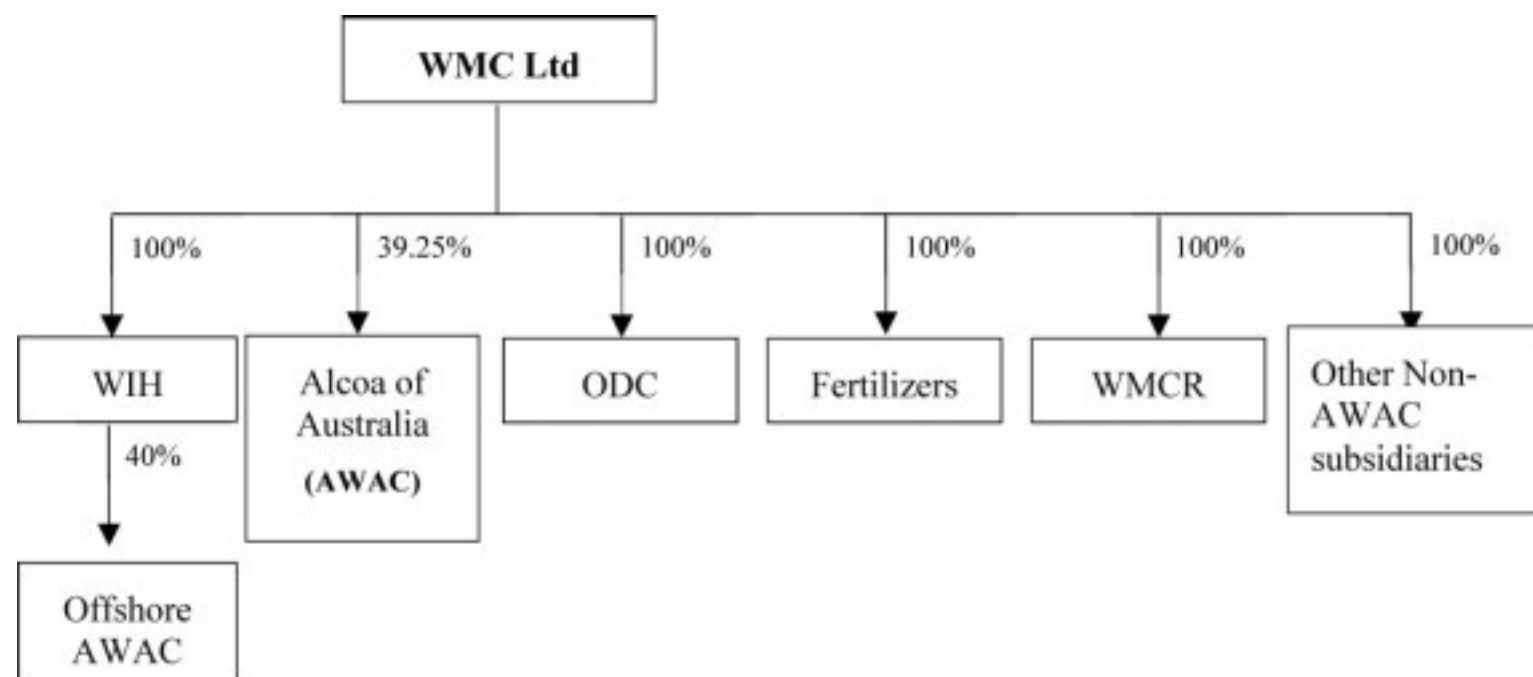 WMC Ltd
100%
39.25%
100%
100%
100%
100%
WIH
Alcoa of
Australia
(AWAC)
ODC
Fertilizers
WMCR
Other Non-
AWAC
subsidiaries
40%
Offshore
AWAC